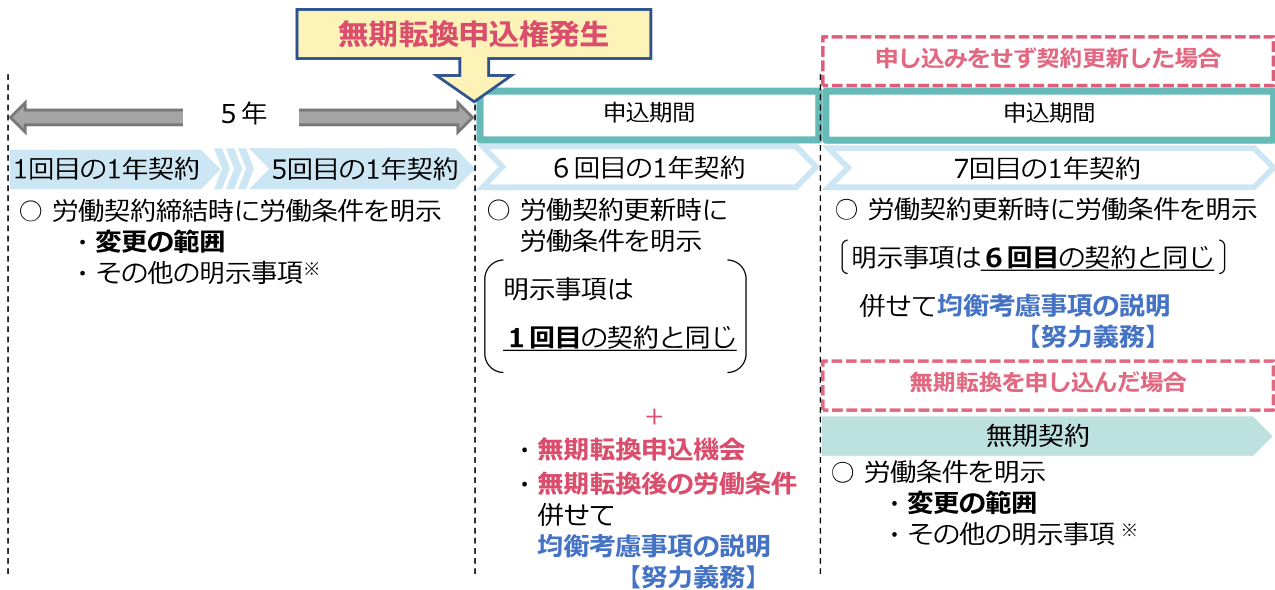 無期転換申込権発生
5年
1回目の1年契約
5回目の1年契約
○ 労働契約締結時に労働条件を明示
・変更の範囲
・その他の明示事項※
申込期間
6回目の1年契約
○ 労働契約更新時に
労働条件を明示
明示事項は
1回目の契約と同じ
+
・無期転換申込機会
・無期転換後の労働条件
併せて
均衡考慮事項の説明
【努力義務】
申し込みをせず契約更新した場合
申込期間
7回目の1年契約
○ 労働契約更新時に労働条件を明示
〔明示事項は6回目の契約と同じ〕
併せて均衡考慮事項の説明
【努力義務】
無期転換を申し込んだ場合
無期契約
○ 労働条件を明示
・変更の範囲
・その他の明示事項※